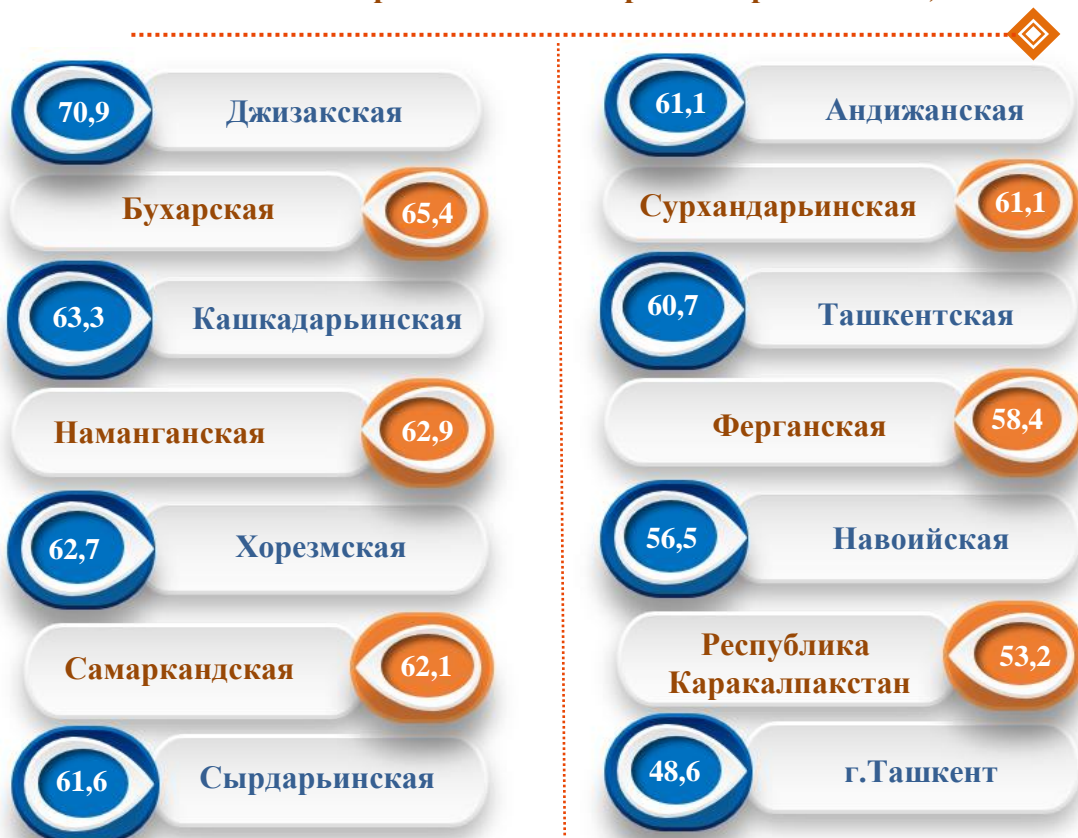 70,9 Джизакская
Бухарская 65,4
63,3 Кашкадарьинская
Наманганская 62,9
62,7 Хорезмская
Самаркандская 62,1
61,6 Сырдарьинская
61,1 Андижанская
Сурхандарьинская 61,1
60,7 Ташкентская
Ферганская 58,4
56,5 Навоийская
Республика
Каракалпакстан 53,2
48,6 г.Ташкент